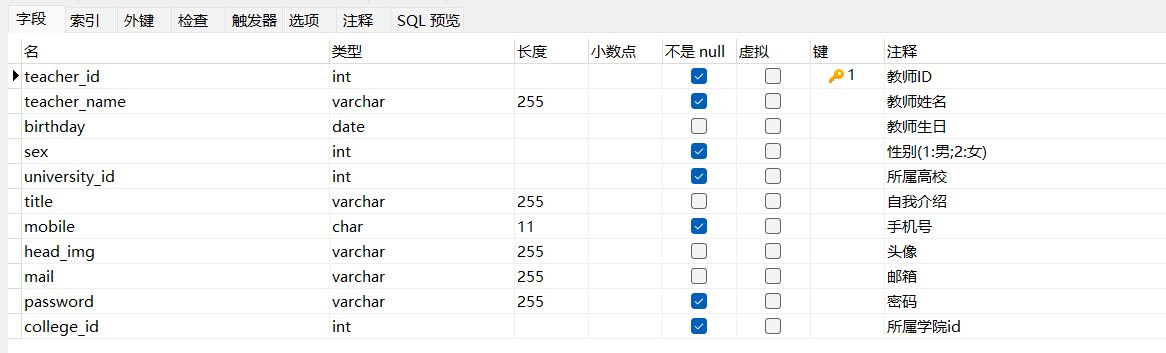 字段 索引 外键 检查 触发器 选项 注释 SQL 预览
名 类型 长度 小数点 不是 null 虚拟 键 注释
teacher_id int 1 教师ID
teacher_name varchar 255 教师姓名
birthday date 教师生日
sex int 性别(1:男;2:女)
university_id int 所属高校
title varchar 255 自我介绍
mobile char 11 手机号
head_img varchar 255 头像
mail varchar 255 邮箱
password varchar 255 密码
college_id int 所属学院id